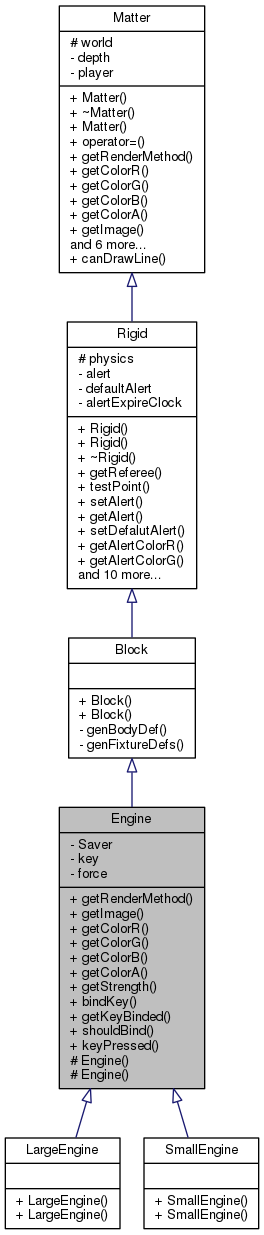 Matter
# world
- depth
- player
+ Matter()
+ ~Matter()
+ Matter()
+ operator=()
+ getRenderMethod()
+ getColorR()
+ getColorG()
+ getColorB()
+ getColorA()
+ getImage()
and 6 more...
+ canDrawLine()
Rigid
# physics
- alert
- defaultAlert
- alertExpireClock
+ Rigid()
+ Rigid()
+ ~Rigid()
+ getReferee()
+ testPoint()
+ setAlert()
+ getAlert()
+ setDefalutAlert()
+ getAlertColorR()
+ getAlertColorG()
and 10 more...
Block
+ Block()
+ Block()
- genBodyDef()
- genFixtureDefs()
Engine
- Saver
- key
- force
+ getRenderMethod()
+ getImage()
+ getColorR()
+ getColorG()
+ getColorB()
+ getColorA()
+ getStrength()
+ bindKey()
+ getKeyBinded()
+ shouldBind()
+ keyPressed()
# Engine()
# Engine()
LargeEngine
+ LargeEngine()
+ LargeEngine()
SmallEngine
+ SmallEngine()
+ SmallEngine()